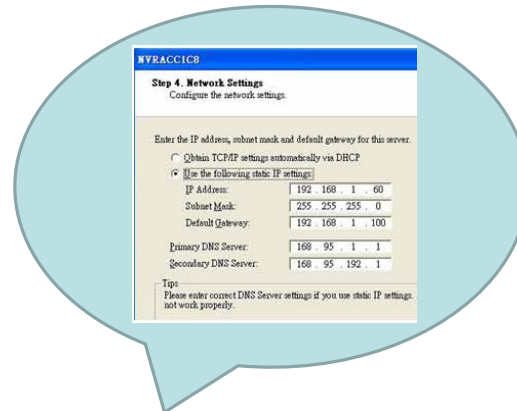 NVRACC1C8
Step 4. Network Settings
Configure the network settings.
Enter the IP address, subnet mask and default gateway for this server.
Obtain TCP/IP settings automatically via DHCP
Use the following static IP settings:
IP Address: 192 . 168 . 1 . 60
Subnet Mask: 255 . 255 . 255 . 0
Default Gateway: 192 . 168 . 1 . 100
Primary DNS Server: 168 . 95 . 1 . 1
Secondary DNS Server: 168 . 95 . 192 . 1
Tips
Please enter correct DNS Server settings if you use static IP settings.
not work properly.